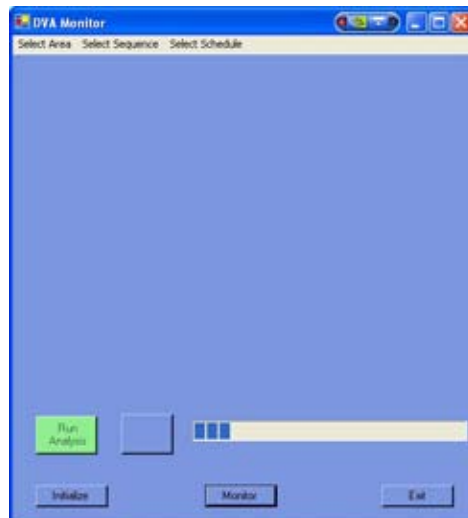 DVA Monitor
Select Area Select Sequence Select Schedule
Run
Analysis
Initialize Monitor Exit